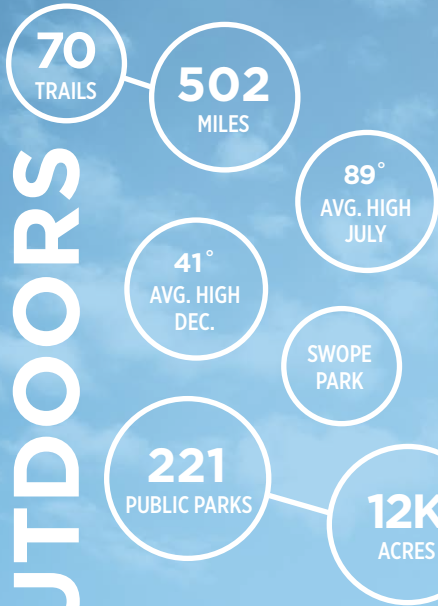 70
TRAILS
502
MILES
89°
AVG. HIGH
JULY
41°
AVG. HIGH
DEC.
SWOPE
PARK
221
PUBLIC PARKS
12K
ACRES
UTDOORS